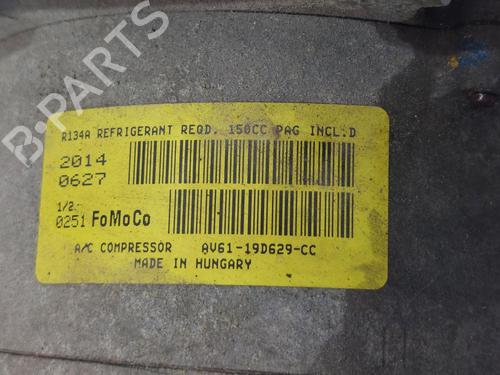 R134A REFRIGERANT REQD. 150CC PAG INCL.D
2014
0627
1/2
0251 FoMoCo
A/C COMPRESSOR AV61-19D629-CC
MADE IN HUNGARY
B-PARTS